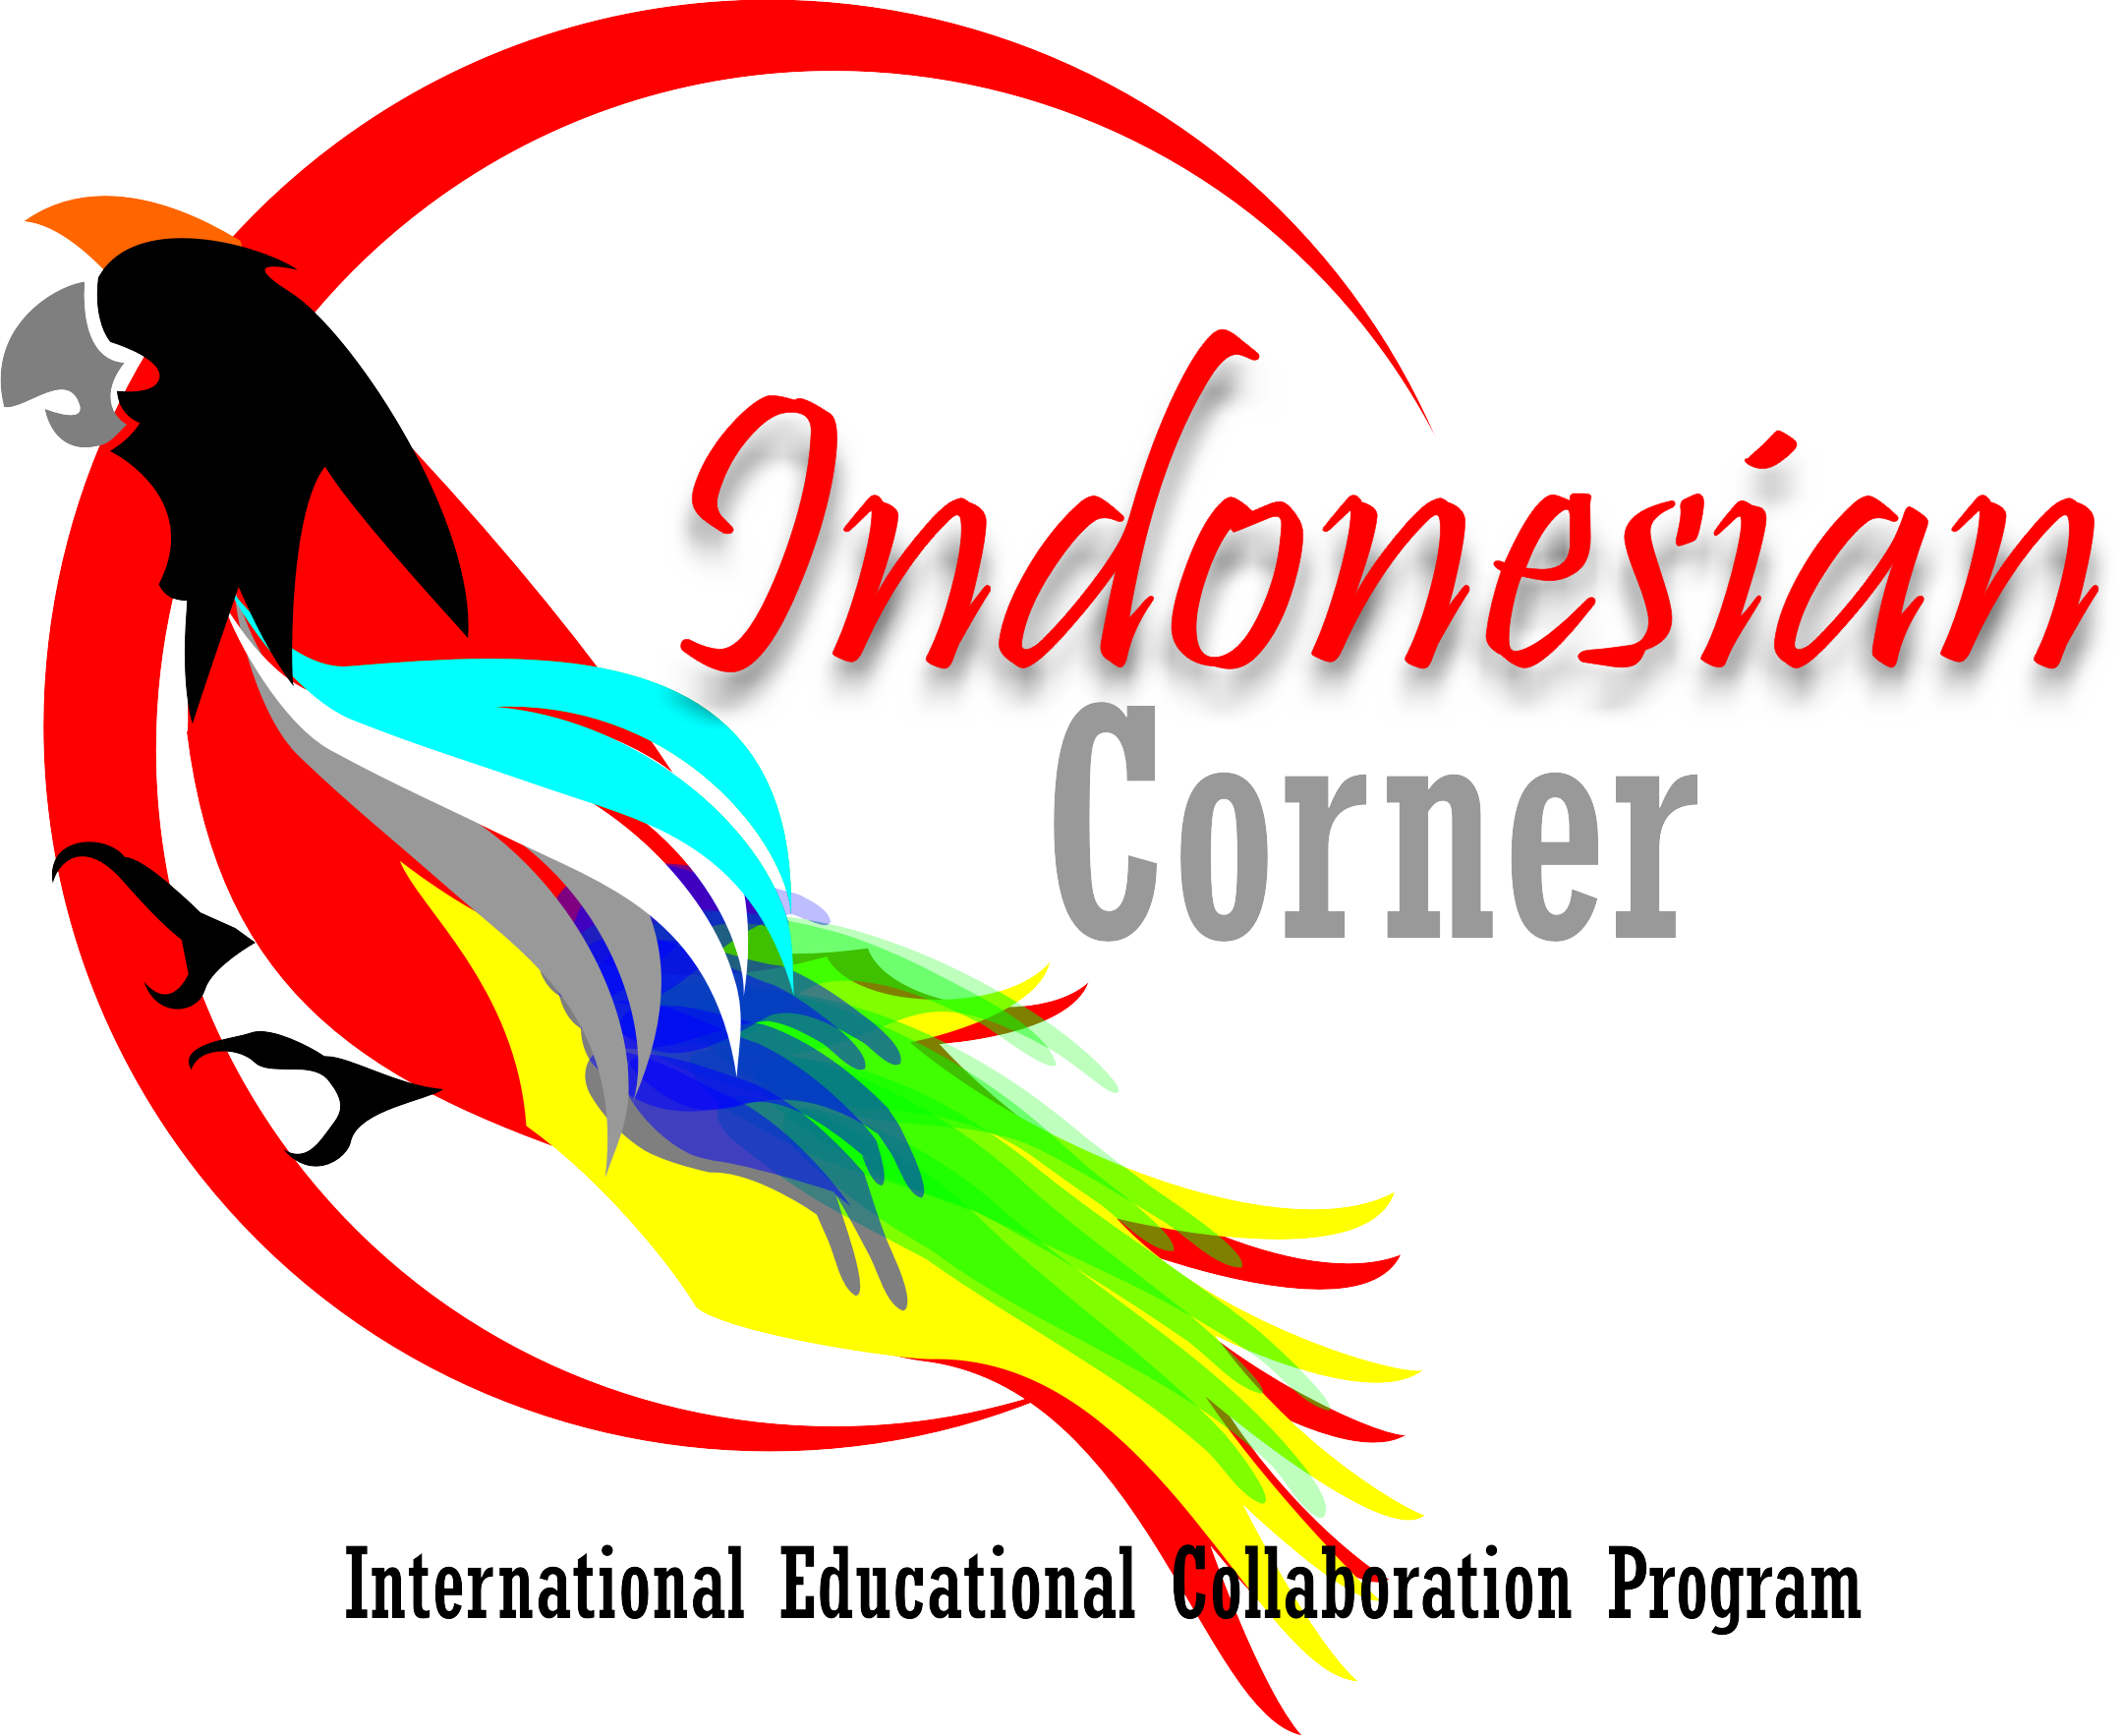 Indonesian
Corner
International Educational Collaboration Program